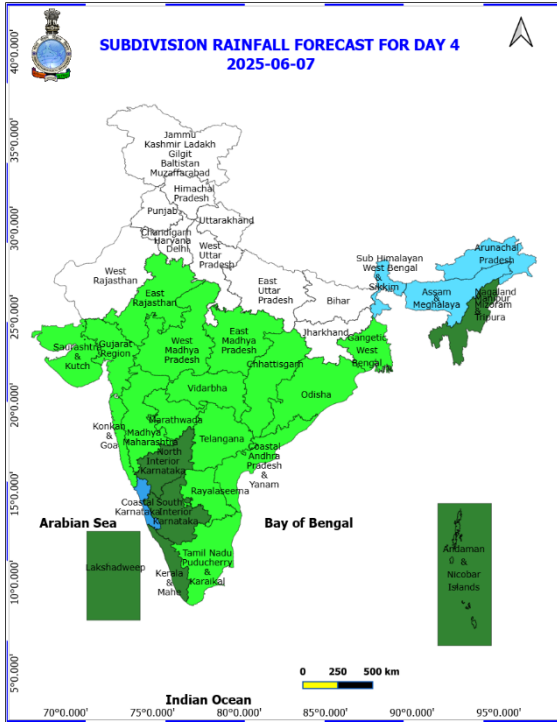 SUBDIVISION RAINFALL FORECAST FOR DAY 4
2025-06-07
40°0.000'
35°0.000'
30°0.000'
25°0.000'
20°0.000'
15°0.000'
10°0.000'
5°0.000'
Jammu
Kashmir Ladakh
Gilgit
Baltistan
Muzaffarabad
Himachal
Pradesh
Punjab
Uttarakhand
Chandigarh
Haryana
Delhi
West
Uttar
Pradesh
West
Rajasthan
East
Rajasthan
East
Uttar
Pradesh
Bihar
Sub Himalayan
West Bengal
&
Sikkim
Arunachal
Pradesh
Assam
&
Meghalaya
Nagaland
Manipur
Mizoram
&
Tripura
Jharkhand
Gangetic
West
Bengal
Saurashtra
&
Kutch
Gujarat
Region
West
Madhya
Pradesh
East
Madhya
Pradesh
Chhattisgarh
Odisha
Vidarbha
Konkan
&
Goa
Madhya
Maharashtra
Marathwada
Telangana
North
Interior
Karnataka
Coastal
Andhra
Pradesh
&
Yanam
Rayalaseema
Coastal
Karnataka
South
Interior
Karnataka
Arabian Sea
Bay of Bengal
Lakshadweep
Kerala
&
Mahe
Tamil Nadu
Puducherry
&
Karaikal
Andaman
&
Nicobar
Islands
0 250 500 km
Indian Ocean
70°0.000' 75°0.000' 80°0.000' 85°0.000' 90°0.000' 95°0.000'